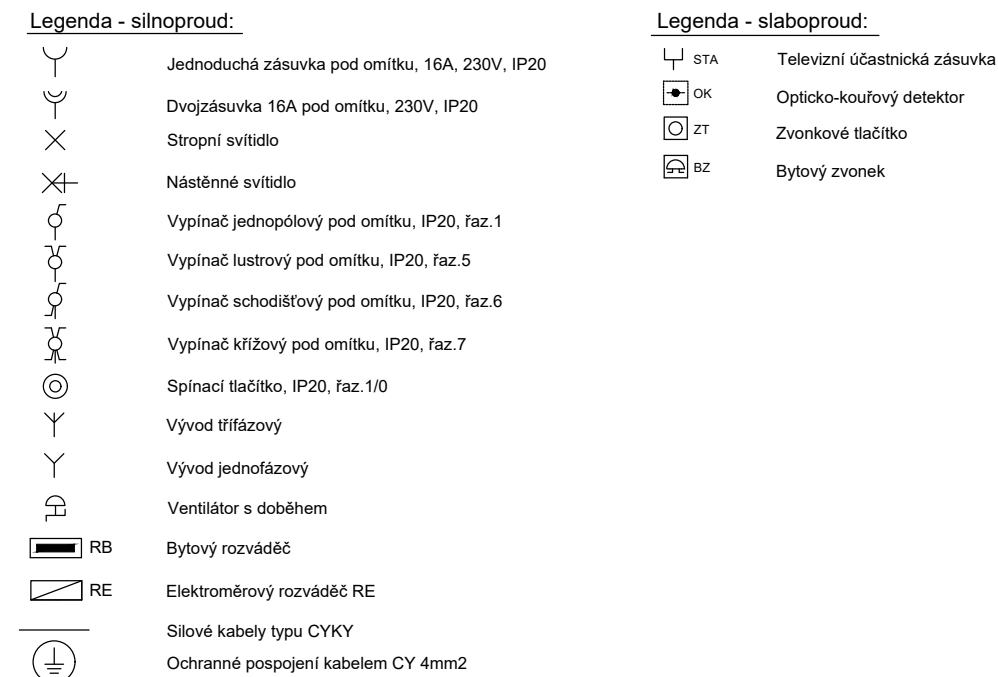 Legenda - silnoproud:
Jednoduchá zásuvka pod omítku, 16A, 230V, IP20
Dvojzásuvka 16A pod omítku, 230V, IP20
Stropní svítidlo
Nástěnné svítidlo
Vypínač jednopólový pod omítku, IP20, řaz.1
Vypínač lustrový pod omítku, IP20, řaz.5
Vypínač schodišťový pod omítku, IP20, řaz.6
Vypínač křížový pod omítku, IP20, řaz.7
Spínací tlačítko, IP20, řaz.1/0
Vývod třífázový
Vývod jednofázový
Ventilátor s doběhem
RB Bytový rozváděč
RE Elektroměrový rozváděč RE
Silové kabely typu CYKY
Ochranné pospojení kabelem CY 4mm2
Legenda - slaboproud:
STA Televizní účastnická zásuvka
OK Opticko-kouřový detektor
ZT Zvonkové tlačítko
BZ Bytový zvonek